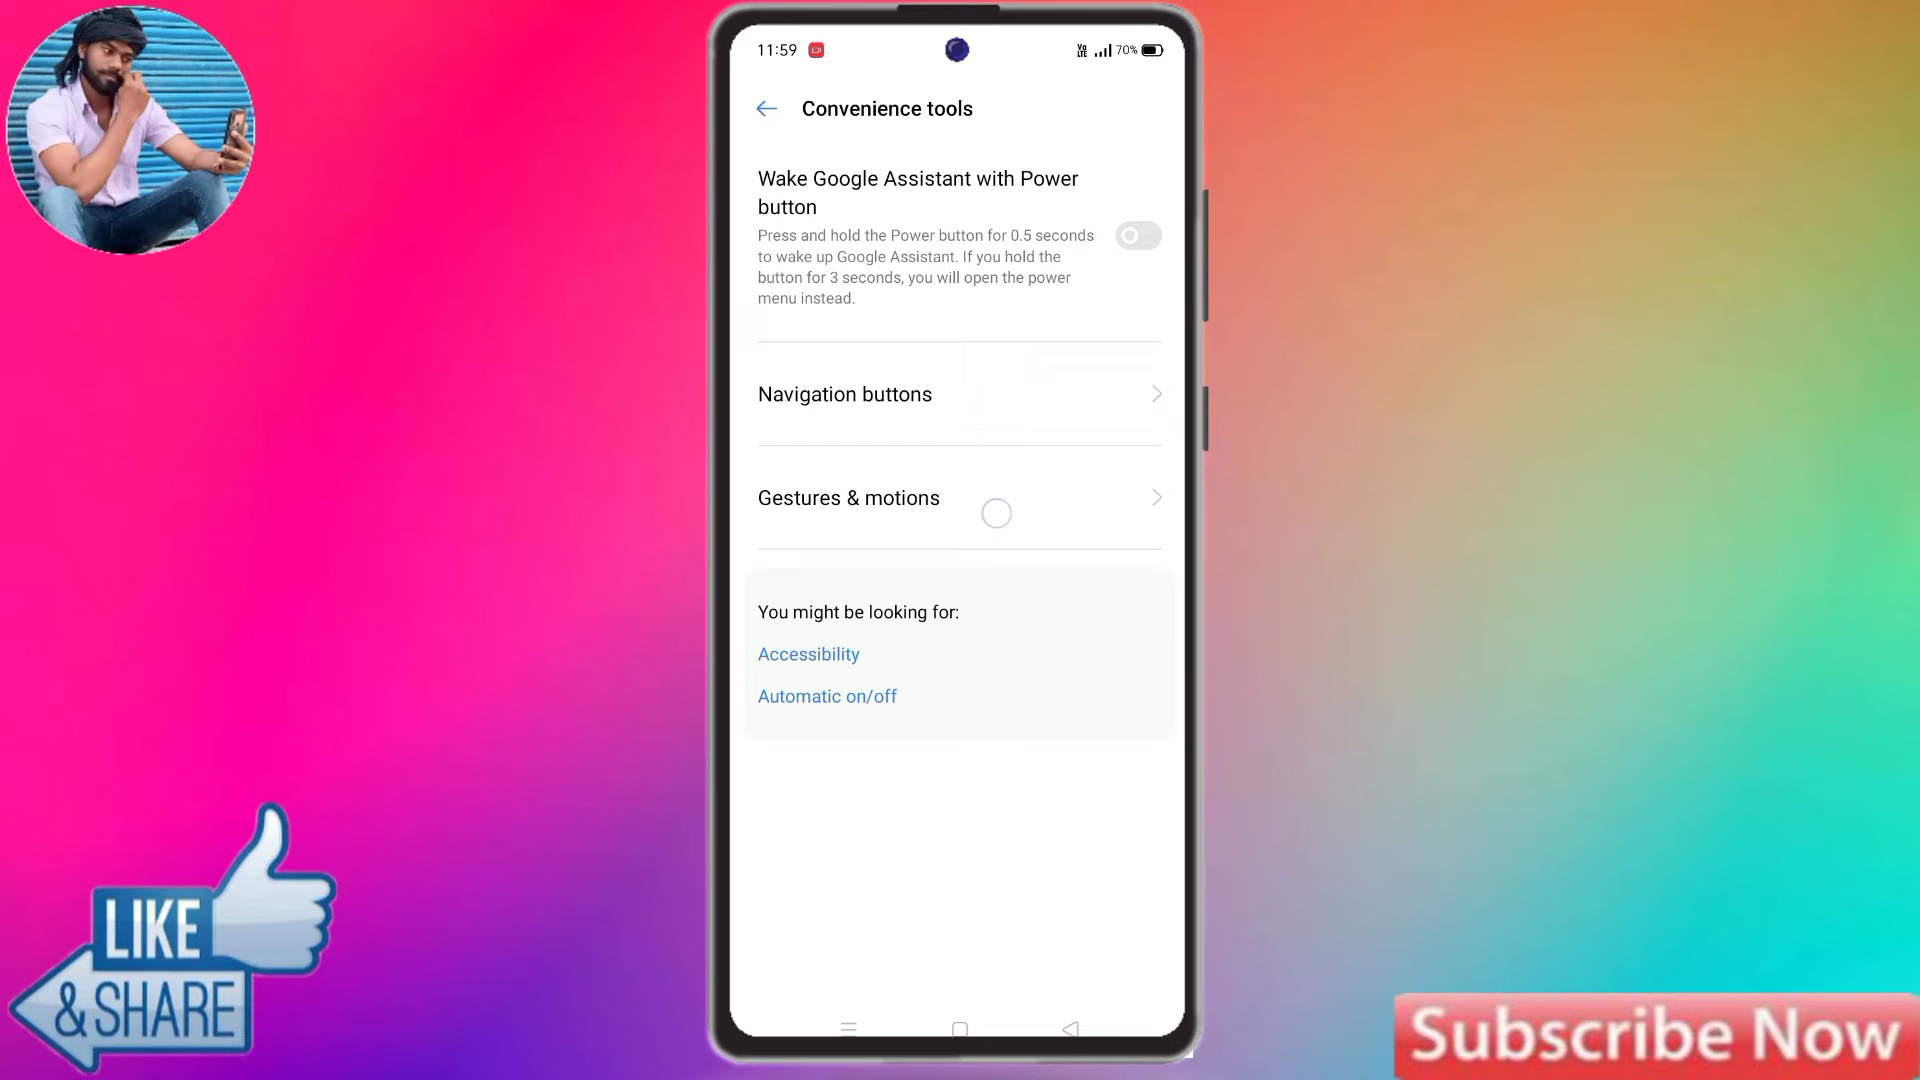 11:59
Vo LTE 70%
Convenience tools
Wake Google Assistant with Power
button
Press and hold the Power button for 0.5 seconds
to wake up Google Assistant. If you hold the
button for 3 seconds, you will open the power
menu instead.
Navigation buttons
Gestures & motions
You might be looking for:
Accessibility
Automatic on/off
LIKE
& SHARE
Subscribe Now